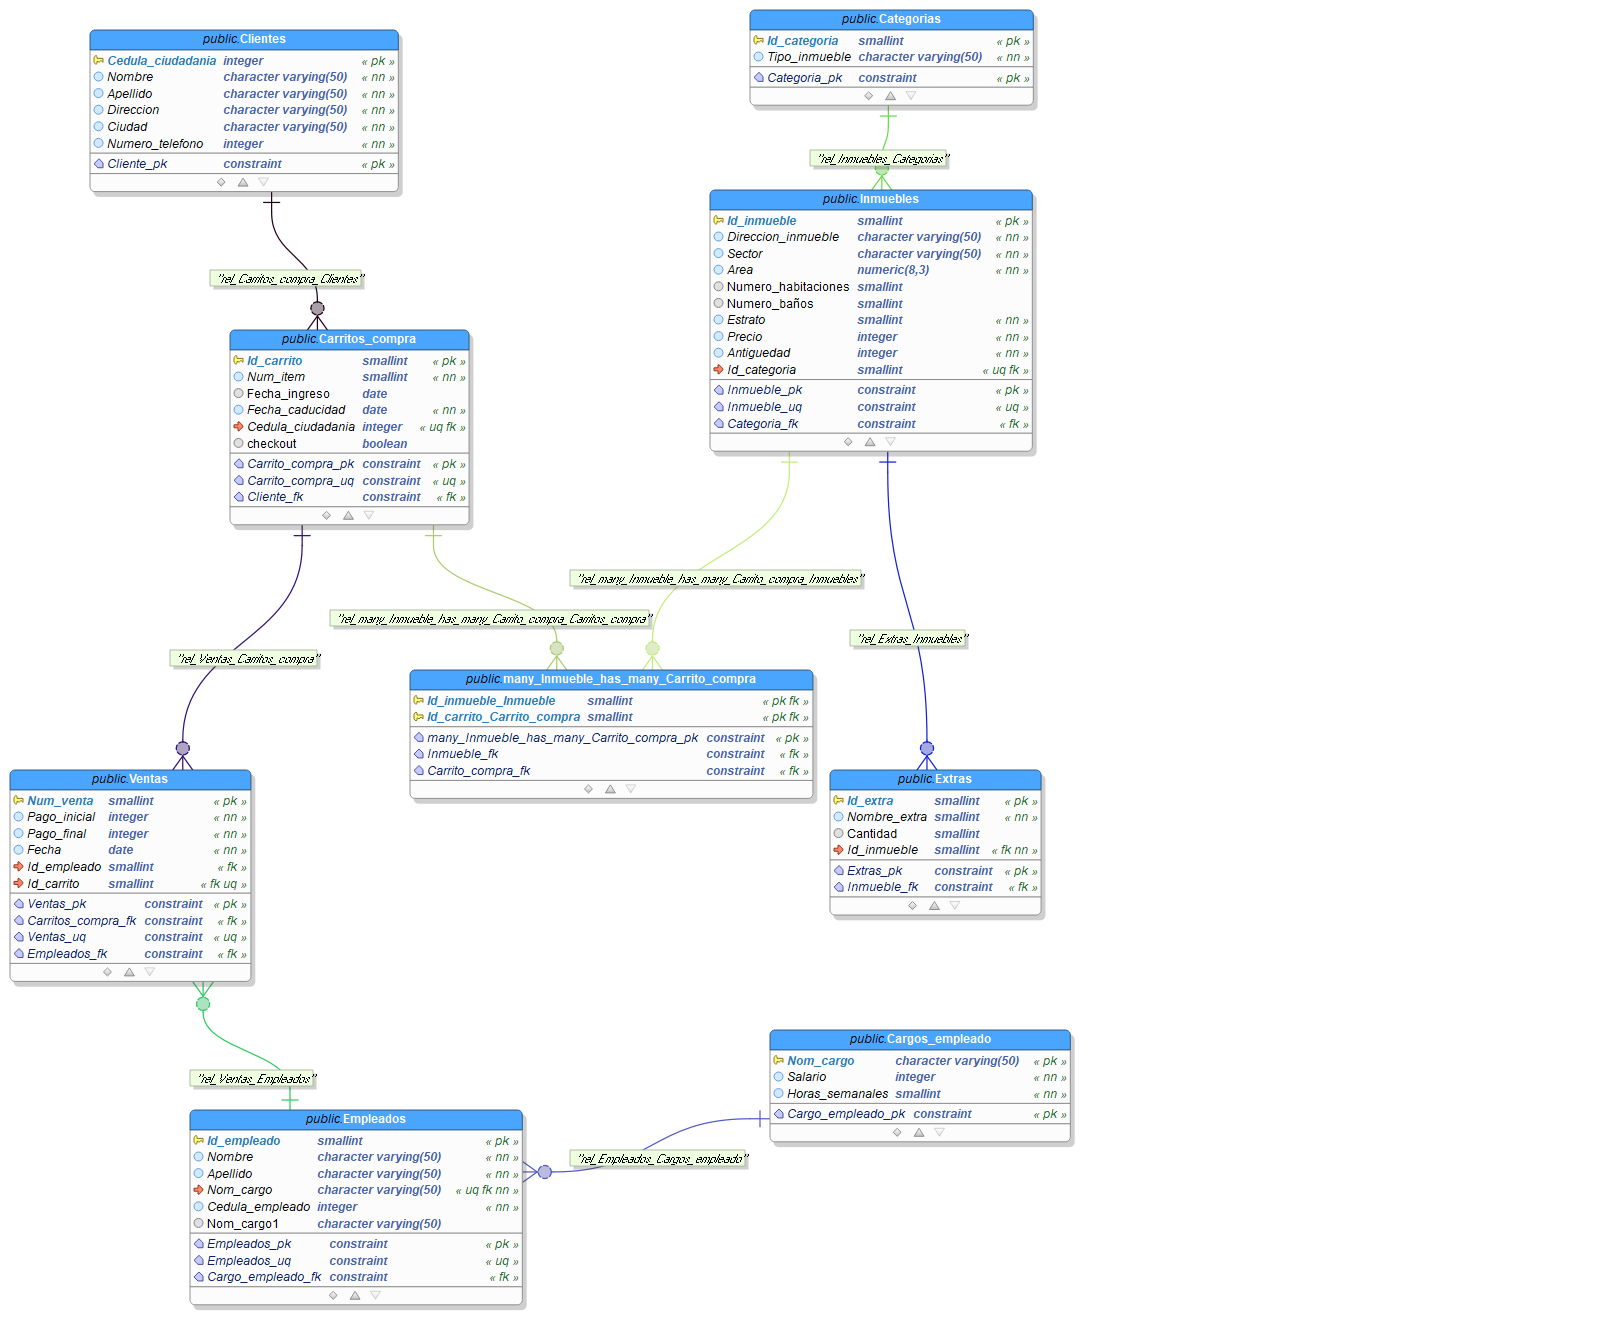 public.Clientes
Cedula_ciudadania integer « pk »
Nombre character varying(50) « nn »
Apellido character varying(50) « nn »
Direccion character varying(50) « nn »
Ciudad character varying(50) « nn »
Numero_telefono integer « nn »
Cliente_pk constraint « pk »
public.Categorias
Id_categoria smallint « pk »
Tipo_inmueble character varying(50) « nn »
Categoria_pk constraint « pk »
"rel_Inmuebles_Categorias"
public.Inmuebles
Id_inmueble smallint « pk »
Direccion_inmueble character varying(50) « nn »
Sector character varying(50) « nn »
Area numeric(8,3) « nn »
Numero_habitaciones smallint
Numero_baños smallint
Estrato smallint « nn »
Precio integer « nn »
Antiguedad integer « nn »
Id_categoria smallint « uq fk »
Inmueble_pk constraint « pk »
Inmueble_uq constraint « uq »
Categoria_fk constraint « fk »
"rel_Carritos_compra_Clientes"
public.Carritos_compra
Id_carrito smallint « pk »
Num_item smallint « nn »
Fecha_ingreso date
Fecha_caducidad date « nn »
Cedula_ciudadania integer « uq fk »
checkout boolean
Carrito_compra_pk constraint « pk »
Carrito_compra_uq constraint « uq »
Cliente_fk constraint « fk »
"rel_many_Inmueble_has_many_Carrito_compra_Inmuebles"
"rel_many_Inmueble_has_many_Carrito_compra_Carritos_compra"
"rel_Extras_Inmuebles"
"rel_Ventas_Carritos_compra"
public.many_Inmueble_has_many_Carrito_compra
Id_inmueble_Inmueble smallint « pk fk »
Id_carrito_Carrito_compra smallint « pk fk »
many_Inmueble_has_many_Carrito_compra_pk constraint « pk »
Inmueble_fk constraint « fk »
Carrito_compra_fk constraint « fk »
public.Ventas
Num_venta smallint « pk »
Pago_inicial integer « nn »
Pago_final integer « nn »
Fecha date « nn »
Id_empleado smallint « fk »
Id_carrito smallint « fk uq »
Ventas_pk constraint « pk »
Carritos_compra_fk constraint « fk »
Ventas_uq constraint « uq »
Empleados_fk constraint « fk »
public.Extras
Id_extra smallint « pk »
Nombre_extra smallint « nn »
Cantidad smallint
Id_inmueble smallint « fk nn »
Extras_pk constraint « pk »
Inmueble_fk constraint « fk »
"rel_Ventas_Empleados"
public.Cargos_empleado
Nom_cargo character varying(50) « pk »
Salario integer « nn »
Horas_semanales smallint « nn »
Cargo_empleado_pk constraint « pk »
"rel_Empleados_Cargos_empleado"
public.Empleados
Id_empleado smallint « pk »
Nombre character varying(50) « nn »
Apellido character varying(50) « nn »
Nom_cargo character varying(50) « uq fk nn »
Cedula_empleado integer « nn »
Nom_cargo1 character varying(50)
Empleados_pk constraint « pk »
Empleados_uq constraint « uq »
Cargo_empleado_fk constraint « fk »